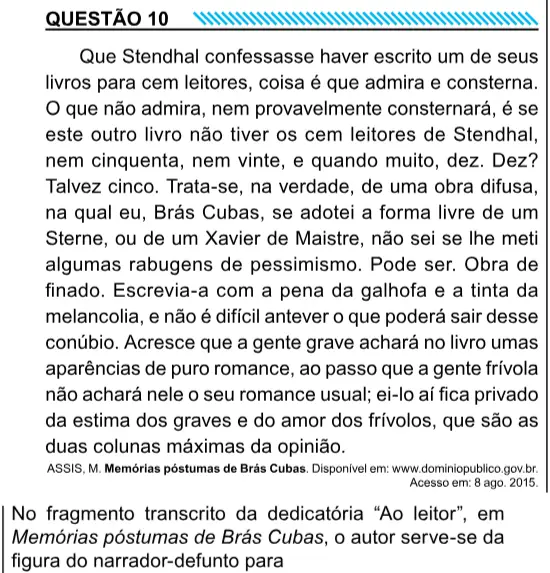 QUESTÃO 10
Que Stendhal confessasse haver escrito um de seus
livros para cem leitores, coisa é que admira e consterna.
O que não admira, nem provavelmente consternará, é se
este outro livro não tiver os cem leitores de Stendhal,
nem cinquenta, nem vinte, e quando muito, dez. Dez?
Talvez cinco. Trata-se, na verdade, de uma obra difusa,
na qual eu, Brás Cubas, se adotei a forma livre de um
Sterne, ou de um Xavier de Maistre, não sei se lhe meti
algumas rabugens de pessimismo. Pode ser. Obra de
finado. Escrevia-a com a pena da galhofa e a tinta da
melancolia, e não é difícil antever o que poderá sair desse
conúbio. Acresce que a gente grave achará no livro umas
aparências de puro romance, ao passo que a gente frívola
não achará nele o seu romance usual; ei-lo aí fica privado
da estima dos graves e do amor dos frívolos, que são as
duas colunas máximas da opinião.
ASSIS, M. Memórias póstumas de Brás Cubas. Disponível em: www.dominiopublico.gov.br.
Acesso em: 8 ago. 2015.
No fragmento transcrito da dedicatória “Ao leitor”, em
Memórias póstumas de Brás Cubas, o autor serve-se da
figura do narrador-defunto para